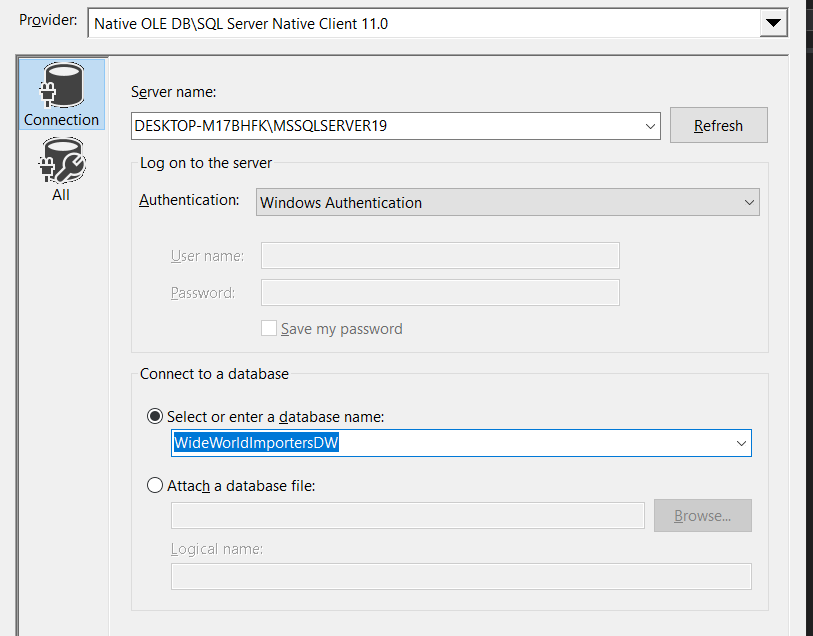 Provider: Native OLE DB\SQL Server Native Client 11.0
Connection
All
Server name:
DESKTOP-M17BHFK\MSSQLSERVER19 Refresh
Log on to the server
Authentication: Windows Authentication
User name:
Password:
Save my password
Connect to a database
Select or enter a database name:
WideWorldImportersDW
Attach a database file:
Browse...
Logical name: